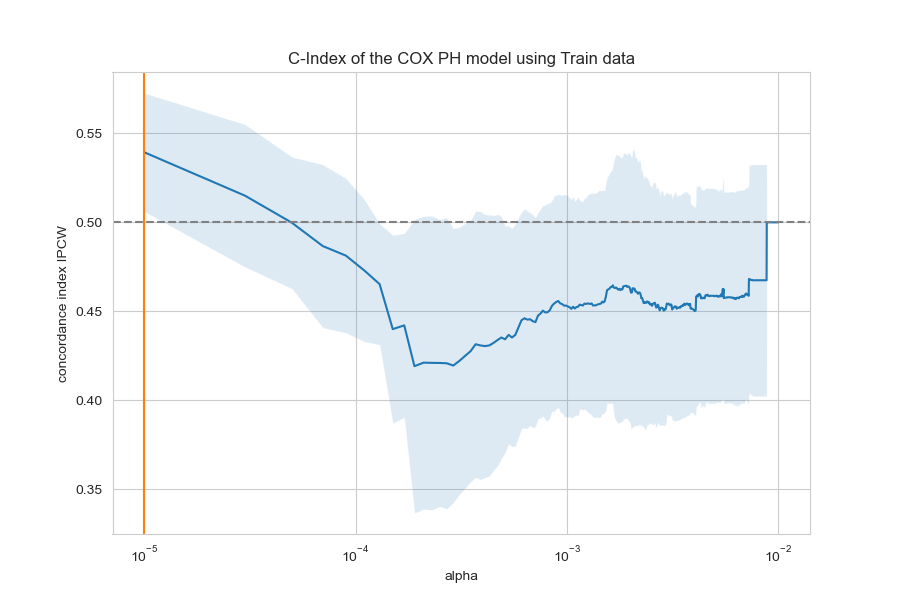 C-Index of the COX PH model using Train data
concordance index IPCW
0.55
0.50
0.45
0.40
0.35
10⁻⁵ 10⁻⁴ 10⁻³ 10⁻²
alpha